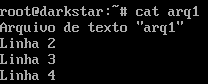 root@darkstar:~# cat arq1
Arquivo de texto "arq1"
Linha 2
Linha 3
Linha 4